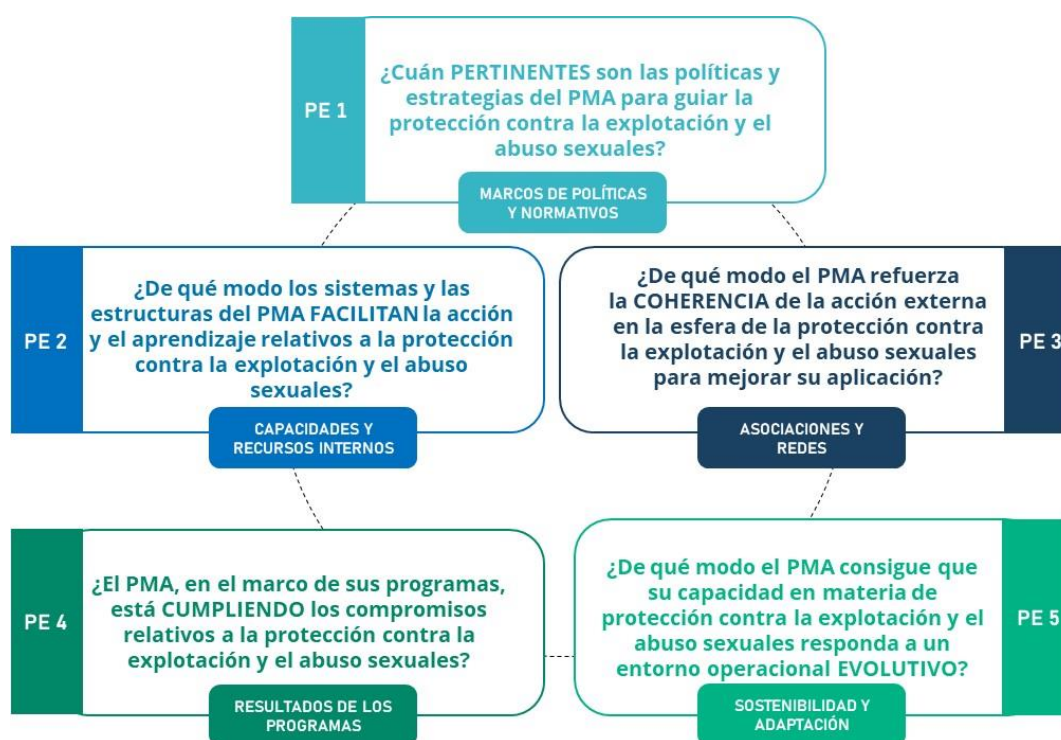 PE 1
¿Cuán PERTINENTES son las políticas y
estrategias del PMA para guiar la
protección contra la explotación y el
abuso sexuales?
MARCOS DE POLÍTICAS
Y NORMATIVOS
PE 2
¿De qué modo los sistemas y las
estructuras del PMA FACILITAN la acción
y el aprendizaje relativos a la protección
contra la explotación y el abuso
sexuales?
CAPACIDADES Y
RECURSOS INTERNOS
¿De qué modo el PMA refuerza
la COHERENCIA de la acción externa
en la esfera de la protección contra
la explotación y el abuso sexuales
para mejorar su aplicación?
PE 3
ASOCIACIONES Y
REDES
PE 4
¿El PMA, en el marco de sus programas,
está CUMPLIENDO los compromisos
relativos a la protección contra la
explotación y el abuso sexuales?
RESULTADOS DE LOS
PROGRAMAS
¿De qué modo el PMA consigue que
su capacidad en materia de
protección contra la explotación y el
abuso sexuales responda a un
entorno operacional EVOLUTIVO?
PE 5
SOSTENIBILIDAD Y
ADAPTACIÓN